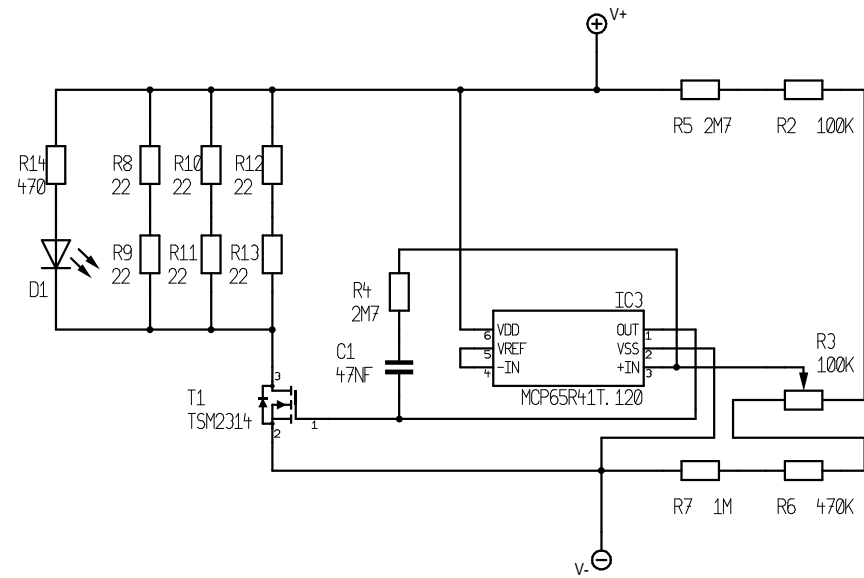 V+
R5 2M7
R2 100K
R14
470
R8
22
R10
22
R12
22
R9
22
R11
22
R13
22
D1
R4
2M7
C1
47NF
IC3
VDD
6
VREF
5
-IN
4
OUT
1
VSS
2
+IN
3
MCP65R41T.120
R3
100K
T1
TSM2314
3
1
2
R7 1M
R6 470K
V-